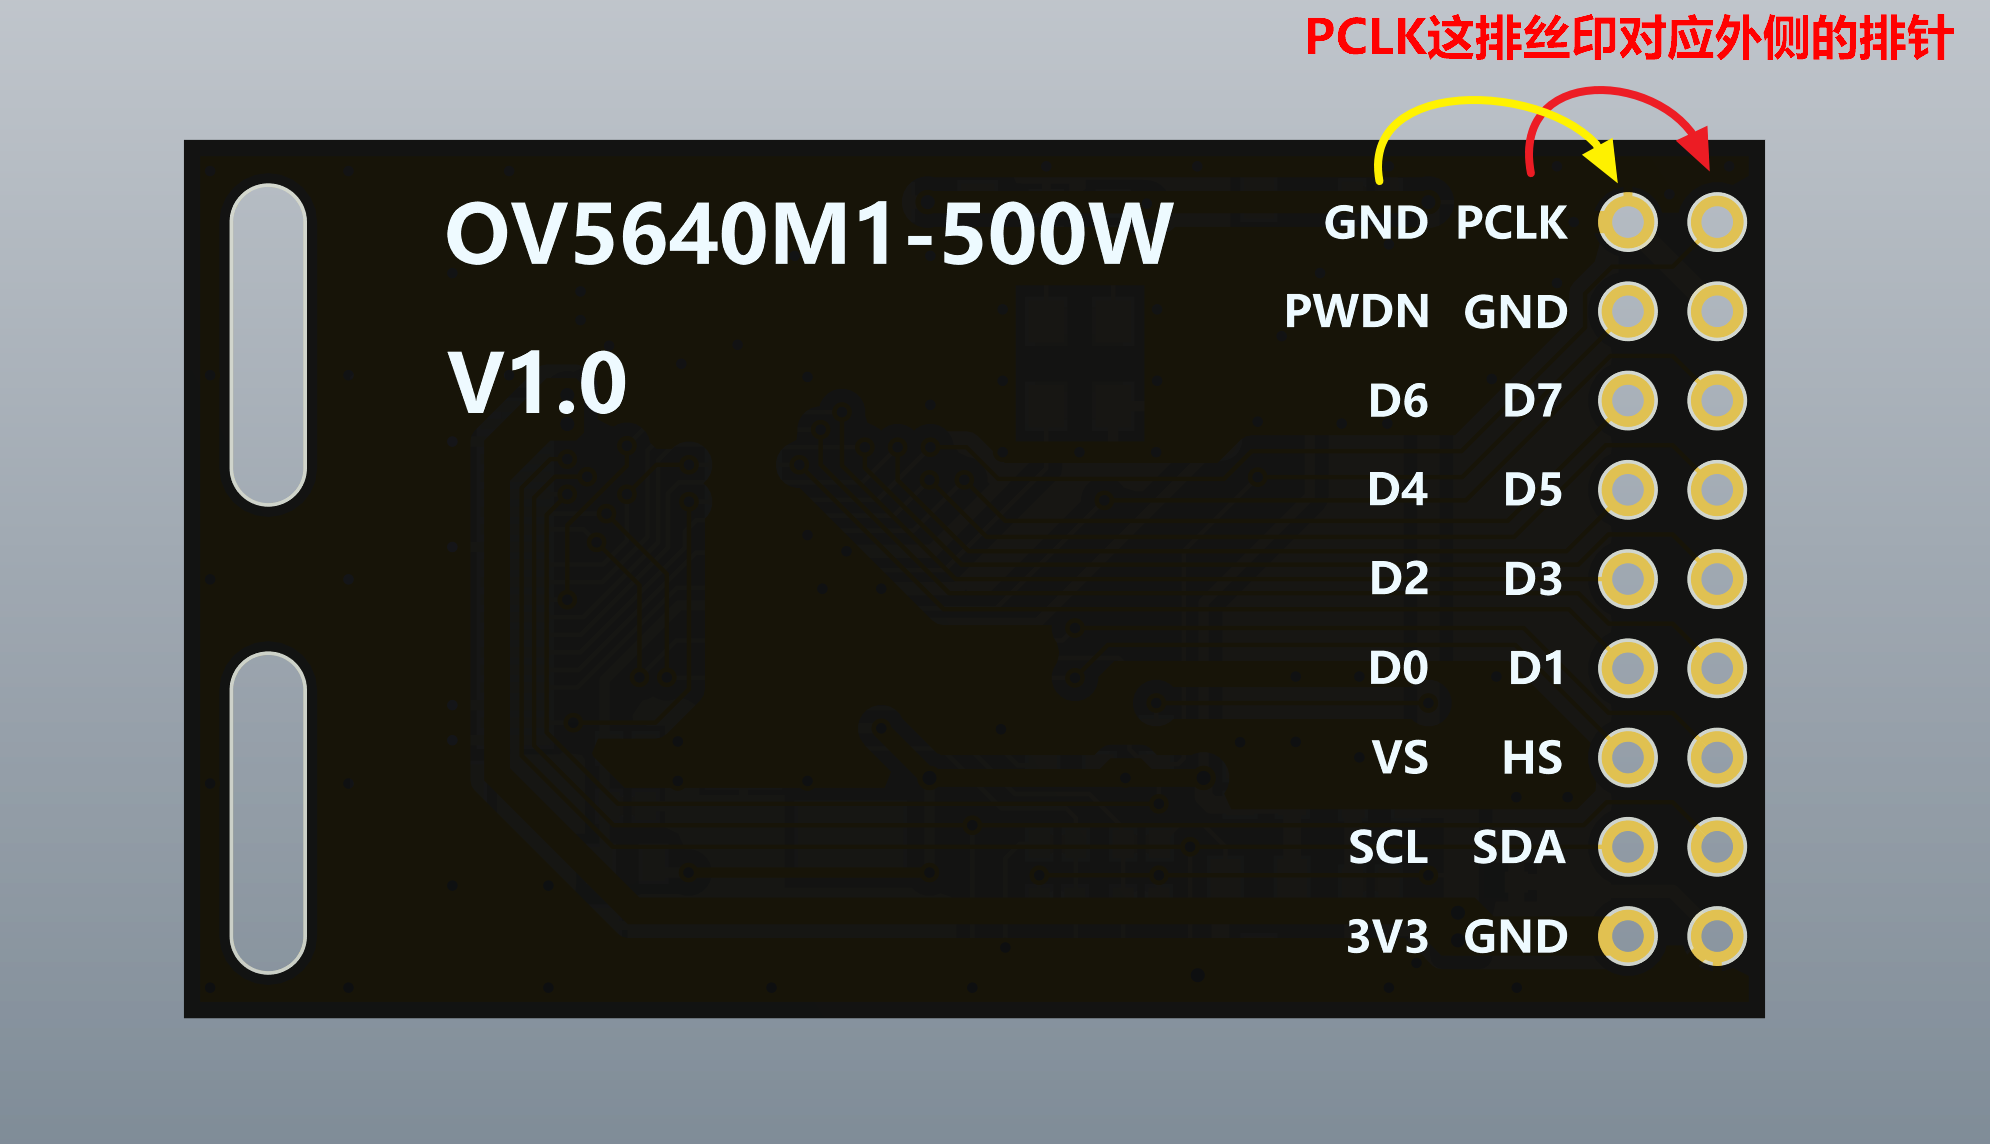 PCLK这排丝印对应外侧的排针
OV5640M1-500W
V1.0
GND PCLK
PWDN GND
D6 D7
D4 D5
D2 D3
D0 D1
VS HS
SCL SDA
3V3 GND